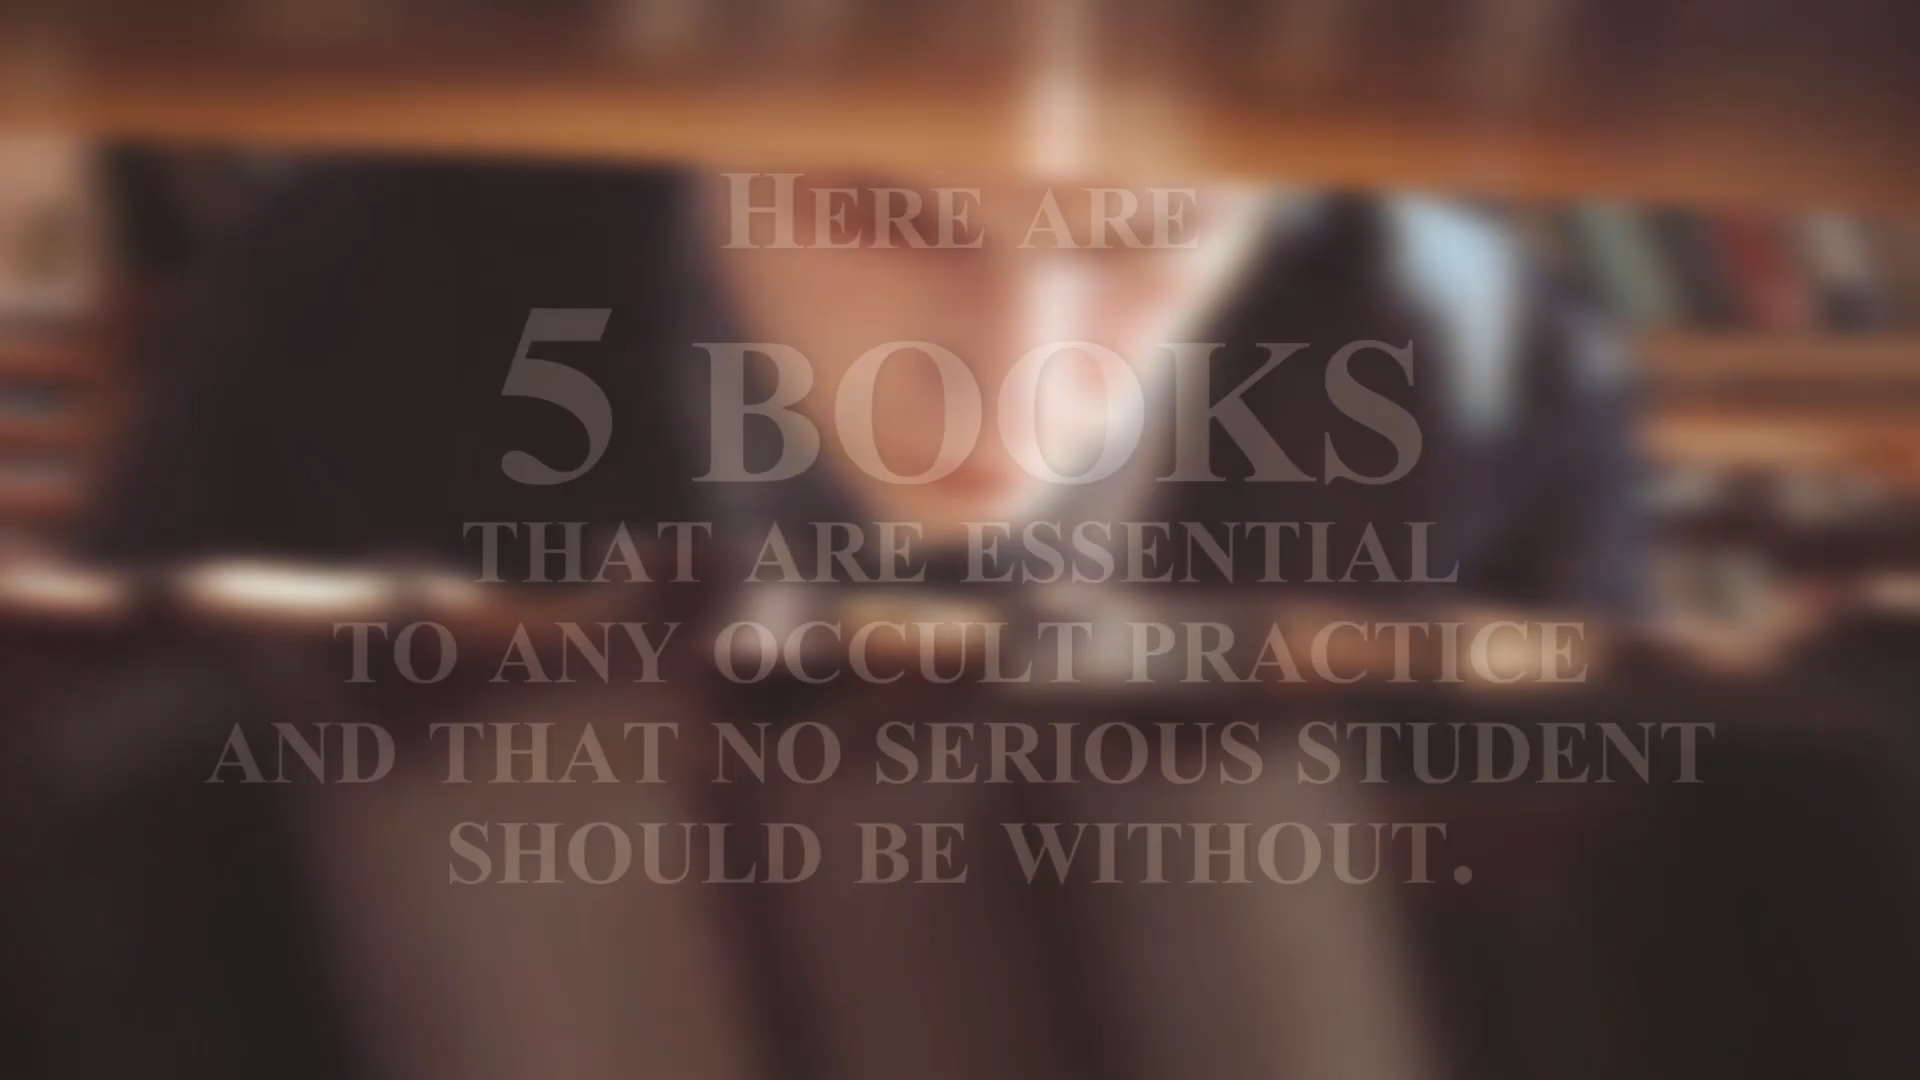 Here are
5 books
that are essential
to any occult practice
and that no serious student
should be without.